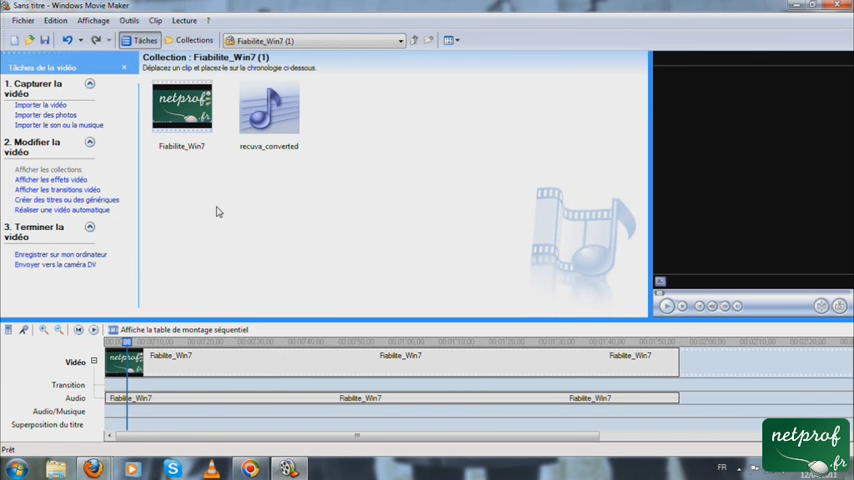 Sans titre - Windows Movie Maker
Fichier Edition Affichage Outils Clip Lecture ?
Tâches Collections Fiabilite_Win7 (1)
Tâches de la vidéo
Collection : Fiabilite_Win7 (1)
Déplacez un clip et placez-le sur la chronologie ci-dessous.
1. Capturer la
vidéo
Importer la vidéo
Importer des photos
Importer le son ou la musique
netprof
.fr
Fiabilite_Win7
recuva_converted
2. Modifier la
vidéo
Afficher les collections
Afficher les effets vidéo
Afficher les transitions vidéo
Créer des titres ou des génériques
Réaliser une vidéo automatique
3. Terminer la
vidéo
Enregistrer sur mon ordinateur
Envoyer vers la caméra DV
Affiche la table de montage séquentiel
Vidéo
netprof
Fiabilite_Win7 Fiabilite_Win7 Fiabilite_Win7
Transition
Audio Fiabilite_Win7 Fiabilite_Win7 Fiabilite_Win7
Audio/Musique
Superposition du titre
Prêt
FR
netprof
.fr